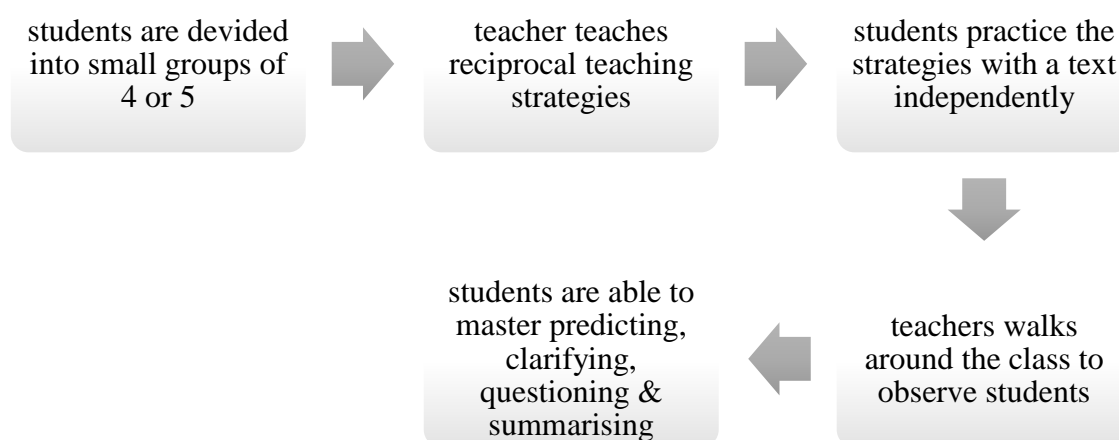 students are devided
into small groups of
4 or 5
teacher teaches
reciprocal teaching
strategies
students practice the
strategies with a text
independently
teachers walks
around the class to
observe students
students are able to
master predicting,
clarifying,
questioning &
summarising